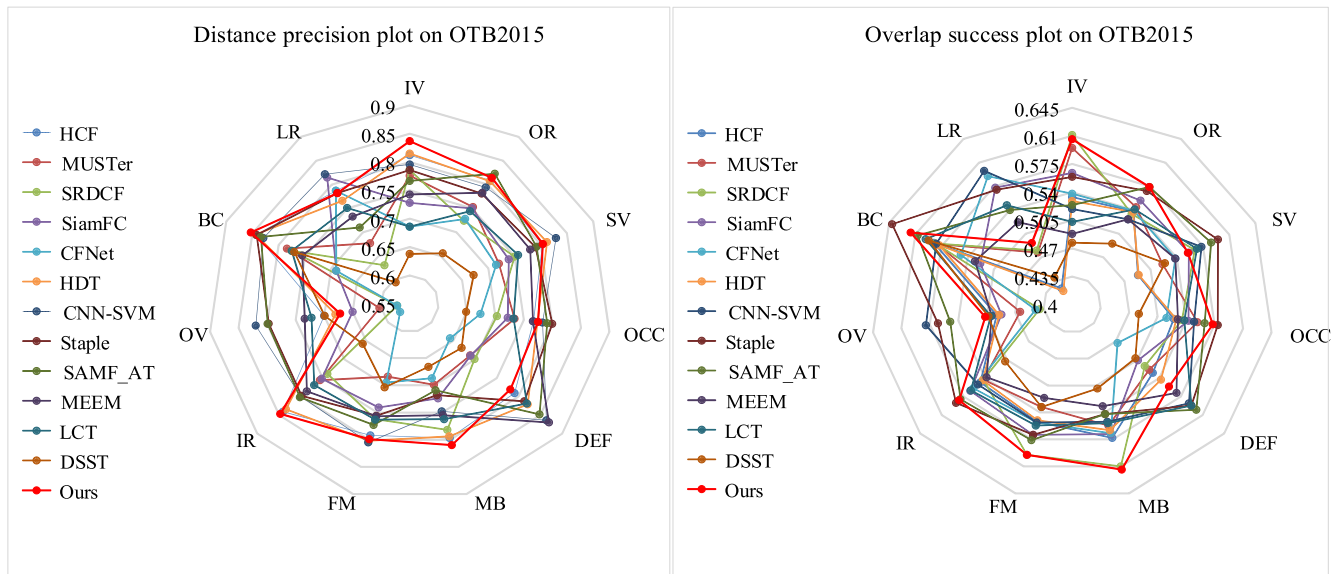 Distance precision plot on OTB2015
HCF
MUSTer
SRDCF
SiamFC
CFNet
HDT
CNN-SVM
Staple
SAMF_AT
MEEM
LCT
DSST
Ours
IV
OR
SV
OCC
DEF
MB
FM
IR
OV
BC
LR
0.9
0.85
0.8
0.75
0.7
0.65
0.6
0.55
Overlap success plot on OTB2015
HCF
MUSTer
SRDCF
SiamFC
CFNet
HDT
CNN-SVM
Staple
SAMF_AT
MEEM
LCT
DSST
Ours
IV
OR
SV
OCC
DEF
MB
FM
IR
OV
BC
LR
0.645
0.61
0.575
0.54
0.505
0.47
0.435
0.4